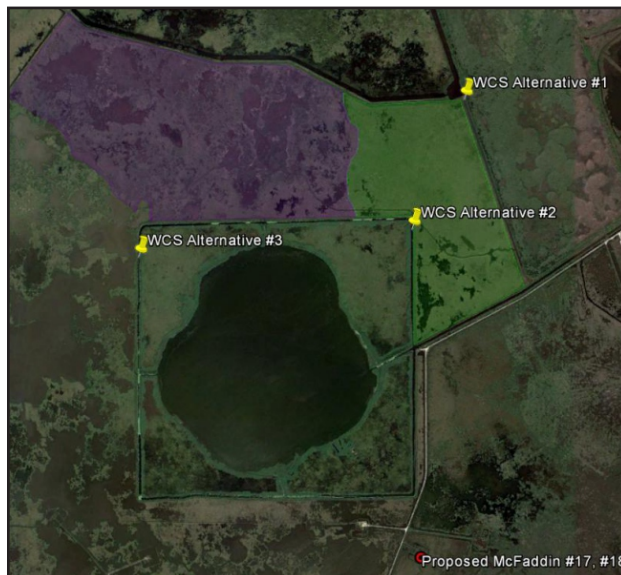 WCS Alternative #1
WCS Alternative #2
WCS Alternative #3
Proposed McFaddin #17, #18